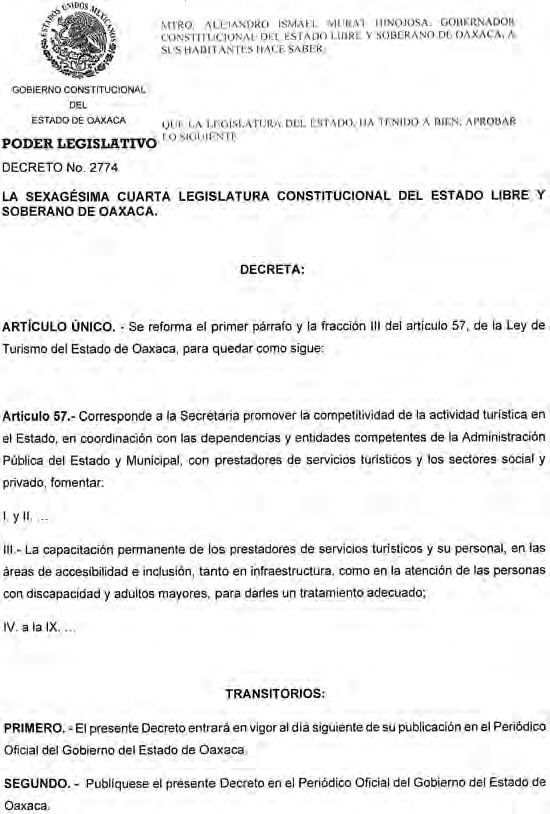 ESTADOS UNIDOS MEXICANOS
MTRO. ALEJANDRO ISMAEL MURAT HINOJOSA, GOBERNADOR
CONSTITUCIONAL DEL ESTADO LIBRE Y SOBERANO DE OAXACA, A
SUS HABITANTES HACE SABER:
GOBIERNO CONSTITUCIONAL
DEL
ESTADO DE OAXACA
QUE LA LEGISLATURA DEL ESTADO, HA TENIDO A BIEN, APROBAR
LO SIGUIENTE
PODER LEGISLATIVO
DECRETO No. 2774
LA SEXAGÉSIMA CUARTA LEGISLATURA CONSTITUCIONAL DEL ESTADO LIBRE Y
SOBERANO DE OAXACA.
DECRETA:
ARTÍCULO ÚNICO. - Se reforma el primer párrafo y la fracción III del artículo 57, de la Ley de
Turismo del Estado de Oaxaca, para quedar como sigue:
Artículo 57.- Corresponde a la Secretaría promover la competitividad de la actividad turística en
el Estado, en coordinación con las dependencias y entidades competentes de la Administración
Pública del Estado y Municipal, con prestadores de servicios turísticos y los sectores social y
privado, fomentar:
I. y II. ...
III.- La capacitación permanente de los prestadores de servicios turísticos y su personal, en las
áreas de accesibilidad e inclusión, tanto en infraestructura, como en la atención de las personas
con discapacidad y adultos mayores, para darles un tratamiento adecuado;
IV. a la IX. ...
TRANSITORIOS:
PRIMERO. - El presente Decreto entrará en vigor al día siguiente de su publicación en el Periódico
Oficial del Gobierno del Estado de Oaxaca.
SEGUNDO. - Publíquese el presente Decreto en el Periódico Oficial del Gobierno del Estado de
Oaxaca.